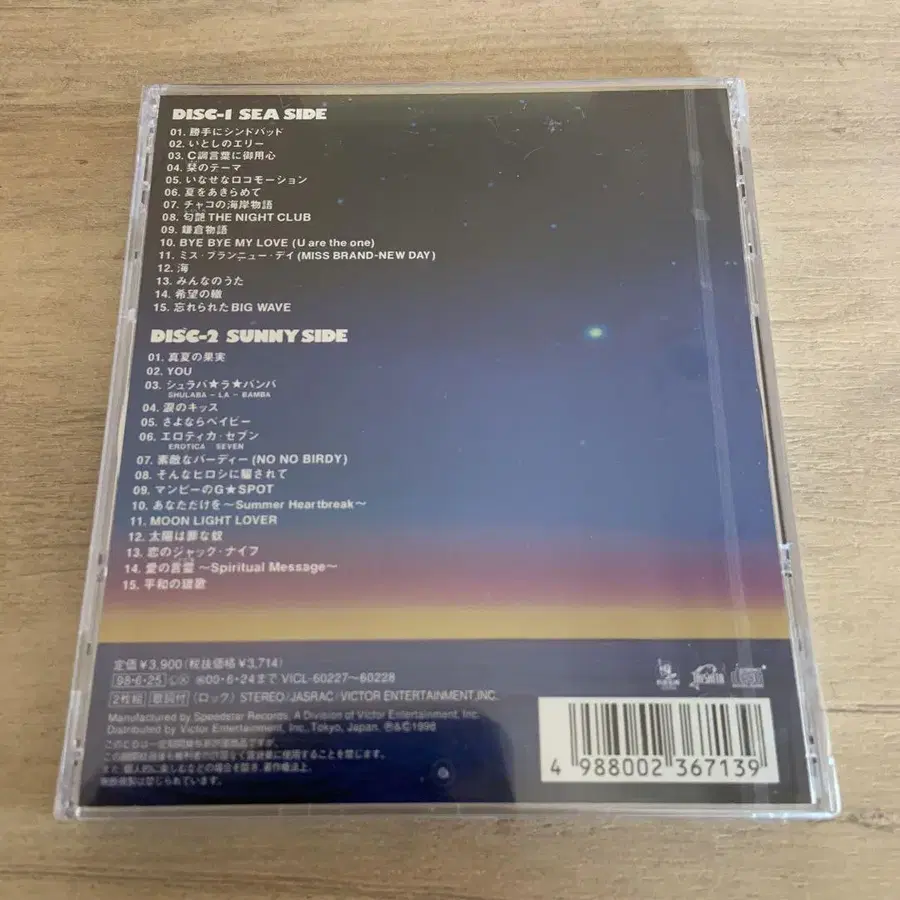 DISC-1 SEA SIDE
01. 勝手にシンドバッド
02. いとしのエリー
03. C調言葉に御用心
04. 栞のテーマ
05. いなせなロコモーション
06. 夏をあきらめて
07. チャコの海岸物語
08. 匂艶 THE NIGHT CLUB
09. 鎌倉物語
10. BYE BYE MY LOVE (U are the one)
11. ミス・ブランニュー・デイ (MISS BRAND-NEW DAY)
12. 海
13. みんなのうた
14. 希望の轍
15. 忘れられた BIG WAVE
DISC-2 SUNNY SIDE
01. 真夏の果実
02. YOU
03. シュラバ★ラ★バンバ
SHULABA - LA - BAMBA
04. 涙のキッス
05. さよならベイビー
06. エロティカ・セブン
EROTICA SEVEN
07. 素敵なバーディー (NO NO BIRDY)
08. そんなヒロシに騙されて
09. マンピーのG★SPOT
10. あなただけを 〜Summer Heartbreak〜
11. MOON LIGHT LOVER
12. 太陽は罪な奴
13. 恋のジャック・ナイフ
14. 愛の言霊 〜Spiritual Message〜
15. 平和の琉歌
定価¥3,900 (税抜価格¥3,714)
98・6・25 00・6・24まで VICL-60227〜60228
2枚組 歌詞付 (ロック) STEREO/JASRAC/VICTOR ENTERTAINMENT, INC.
Manufactured by Speedstar Records, A Division of Victor Entertainment, Inc.
Distributed by Victor Entertainment, Inc. Tokyo, Japan. ℗&©1998
4 988002 367139